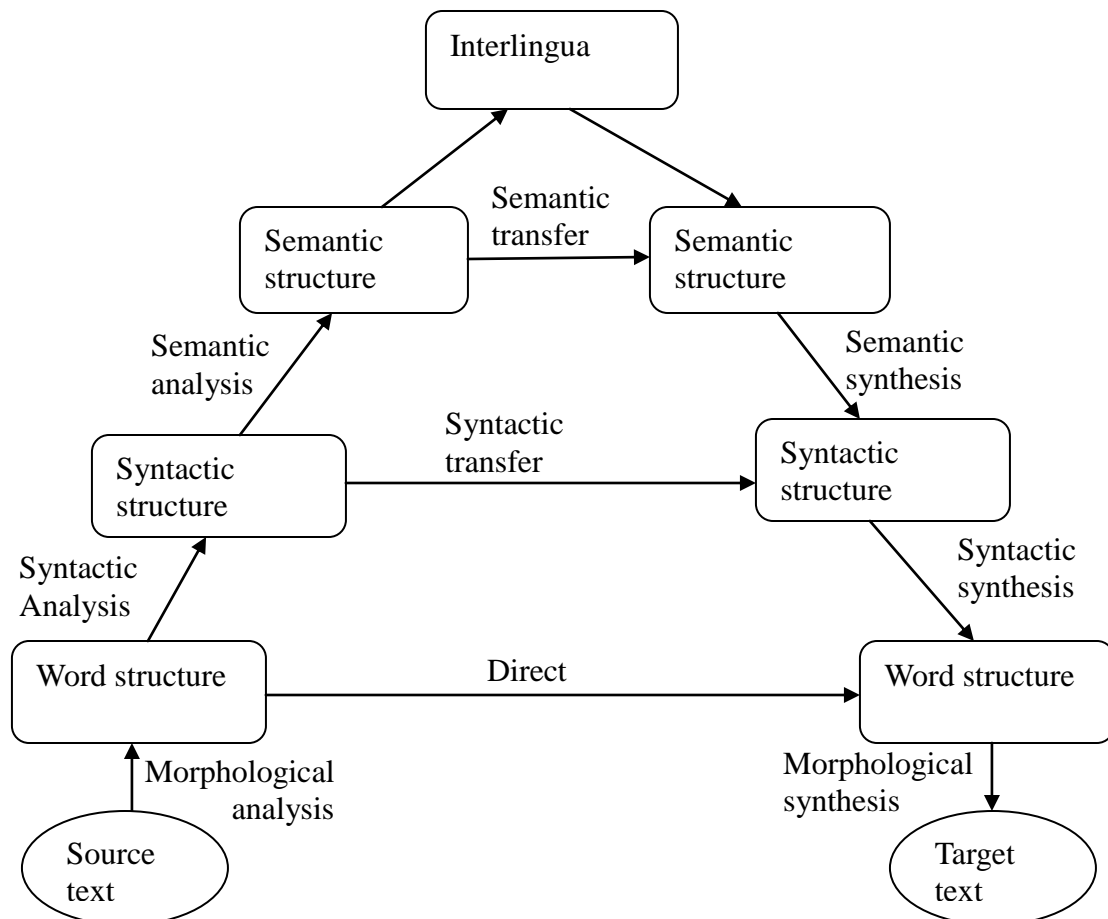 Interlingua
Semantic
transfer
Semantic
structure
Semantic
structure
Semantic
analysis
Semantic
synthesis
Syntactic
transfer
Syntactic
structure
Syntactic
structure
Syntactic
Analysis
Syntactic
synthesis
Word structure
Direct
Word structure
Morphological
analysis
Morphological
synthesis
Source
text
Target
text